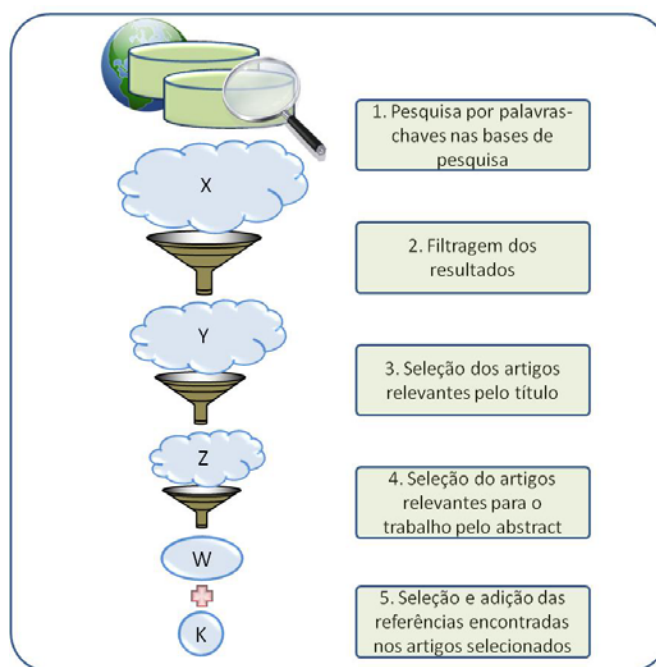 1. Pesquisa por palavras-
chaves nas bases de
pesquisa
X
2. Filtragem dos
resultados
Y
3. Seleção dos artigos
relevantes pelo título
Z
4. Seleção do artigos
relevantes para o
trabalho pelo abstract
W
5. Seleção e adição das
referências encontradas
nos artigos selecionados
K